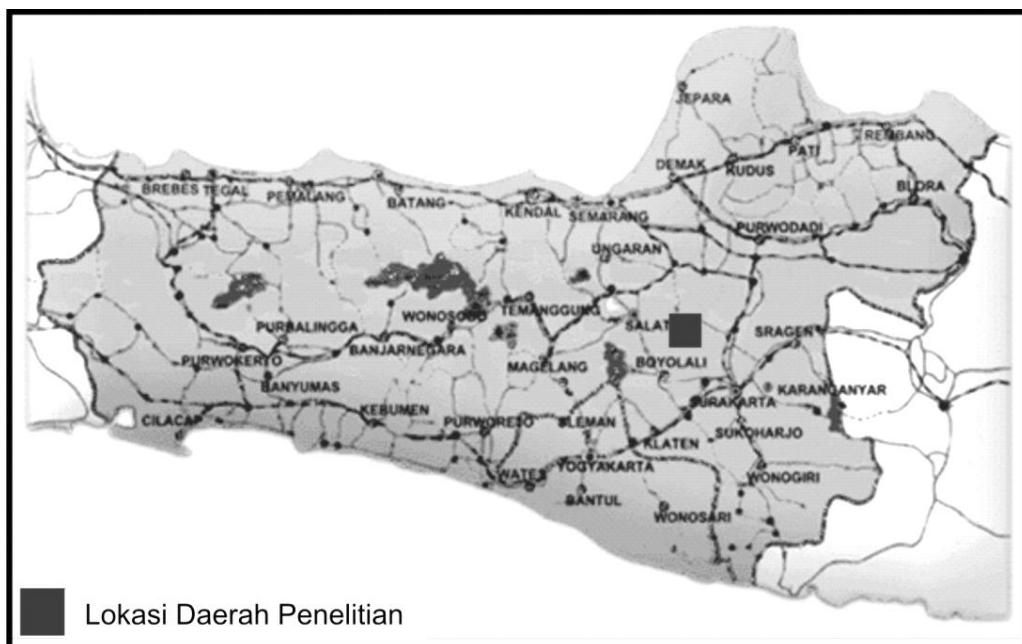 JEPARA
REMBANG
PATI
DEMAK
KUDUS
BREBES
TEGAL
BLORA
PEMALANG
BATANG
KENDAL
SEMARANG
PURWODADI
UNGARAN
WONOSOBO
TEMANGGUNG
SALAT
SRAGEN
PURBALINGGA
BANJARNEGARA
PURWOKERTO
MAGELANG
BOYOLALI
BANYUMAS
KARANGANYAR
SURAKARTA
KEBUMEN
CILACAP
PURWOREJO
SLEMAN
SUKOHARJO
KLATEN
YOGYAKARTA
WATES
WONOGIRI
BANTUL
WONOSARI
Lokasi Daerah Penelitian